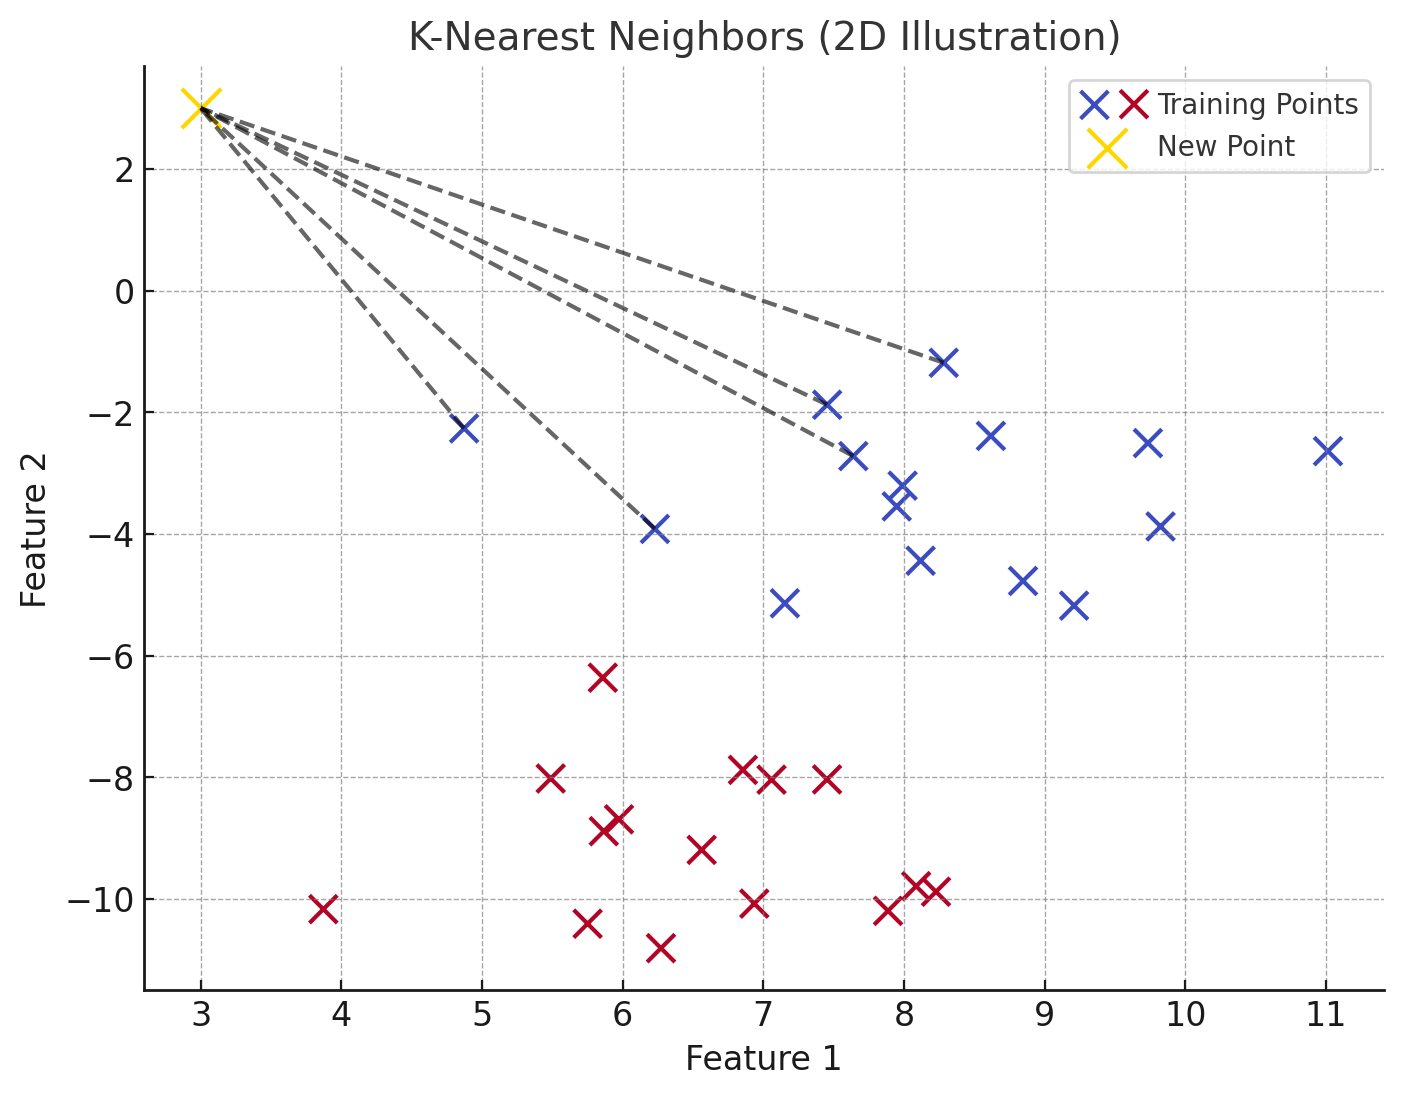 K-Nearest Neighbors (2D Illustration)
Training Points
New Point
2
0
−2
−4
−6
−8
−10
Feature 2
3 4 5 6 7 8 9 10 11
Feature 1